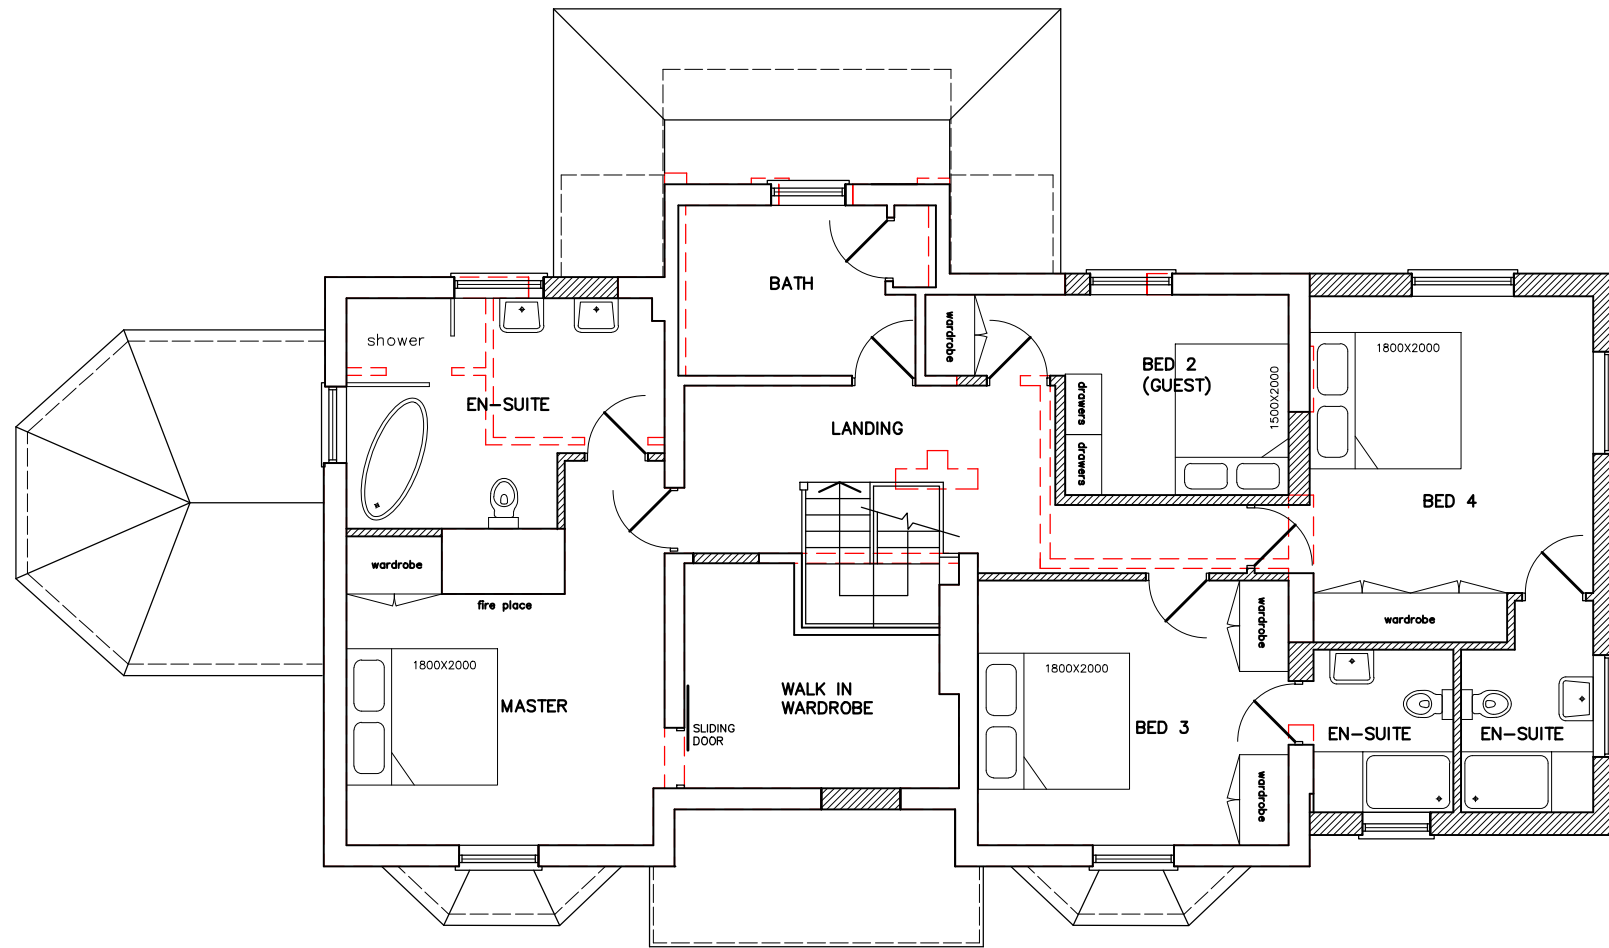 BATH
shower
EN-SUITE
LANDING
wardrobe
BED 2
(GUEST)
1500X2000
drawers
drawers
1800X2000
BED 4
wardrobe
fire place
1800X2000
MASTER
SLIDING
DOOR
WALK IN
WARDROBE
1800X2000
BED 3
wardrobe
wardrobe
wardrobe
EN-SUITE
EN-SUITE